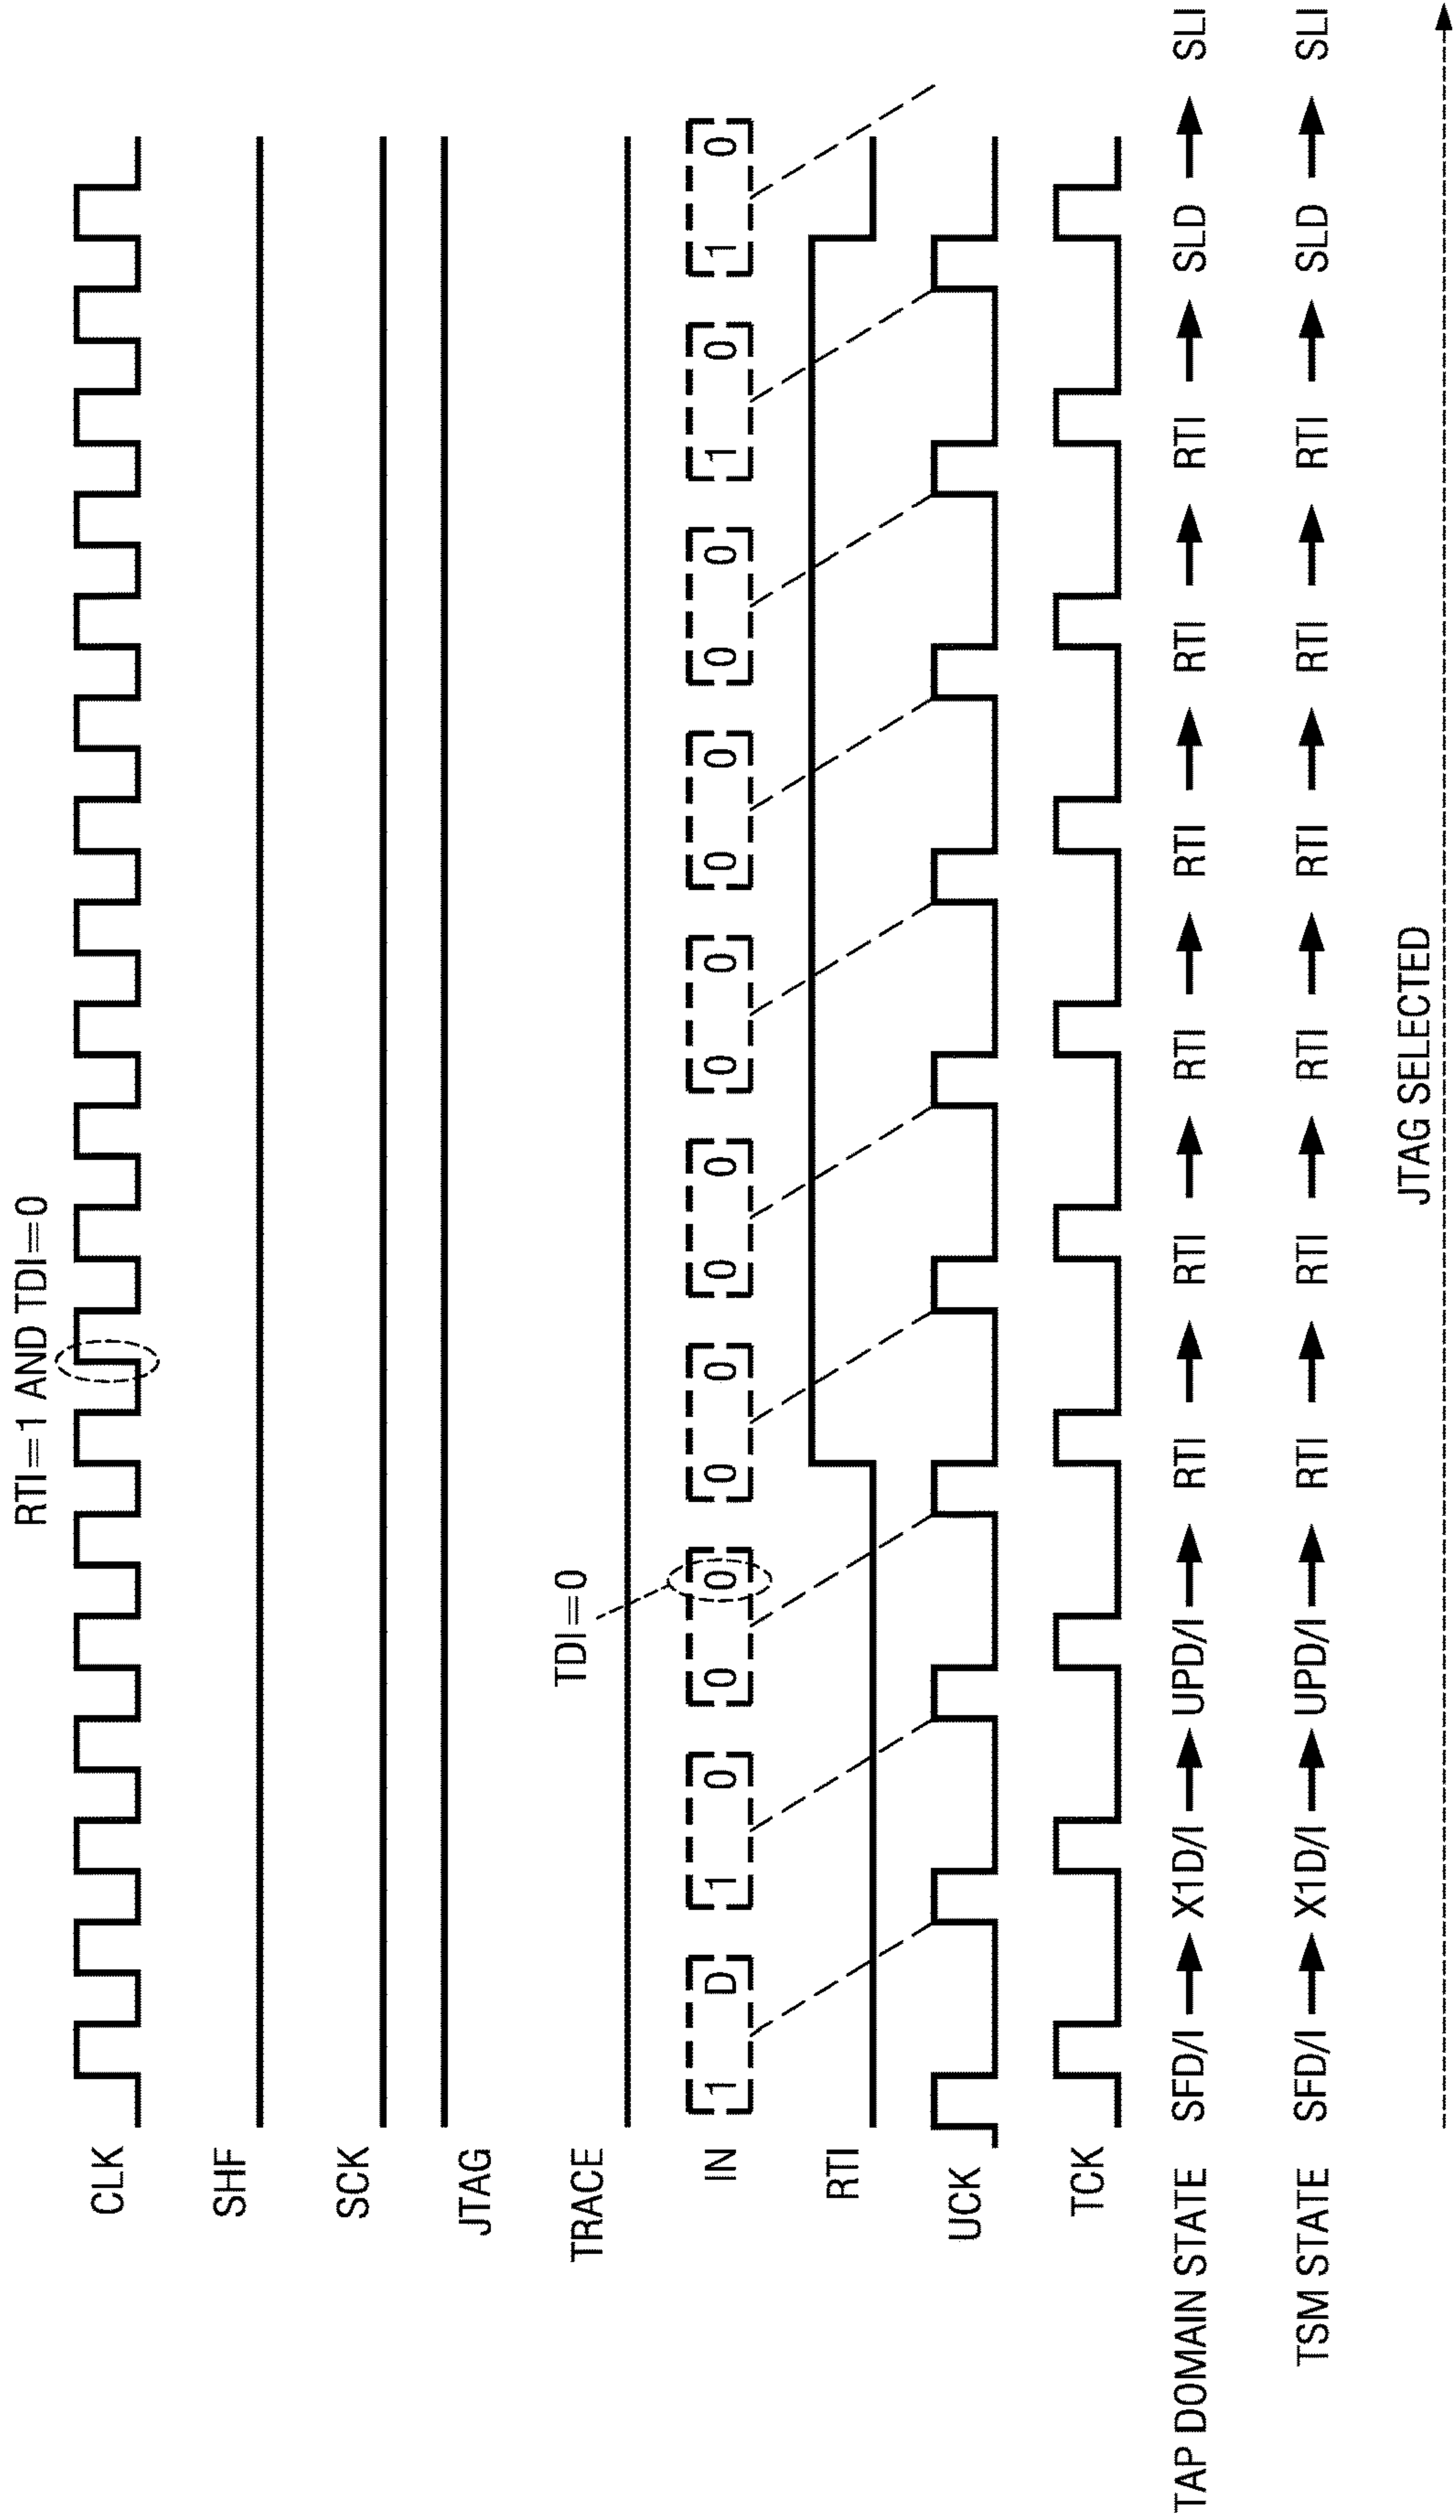 RTI=1 AND TDI=0
CLK
SHF
SCK
JTAG
TRACE
TDI=0
IN 1 D 1 0 0 0 0 0 0 0 0 0 0 0 0 0 1 0 1 0
RTI
UCK
TCK
TAP DOMAIN STATE SFD/I X1D/I UPD/I RTI RTI RTI RTI RTI RTI SLD SLI
TSM STATE SFD/I X1D/I UPD/I RTI RTI RTI RTI RTI RTI SLD SLI
JTAG SELECTED